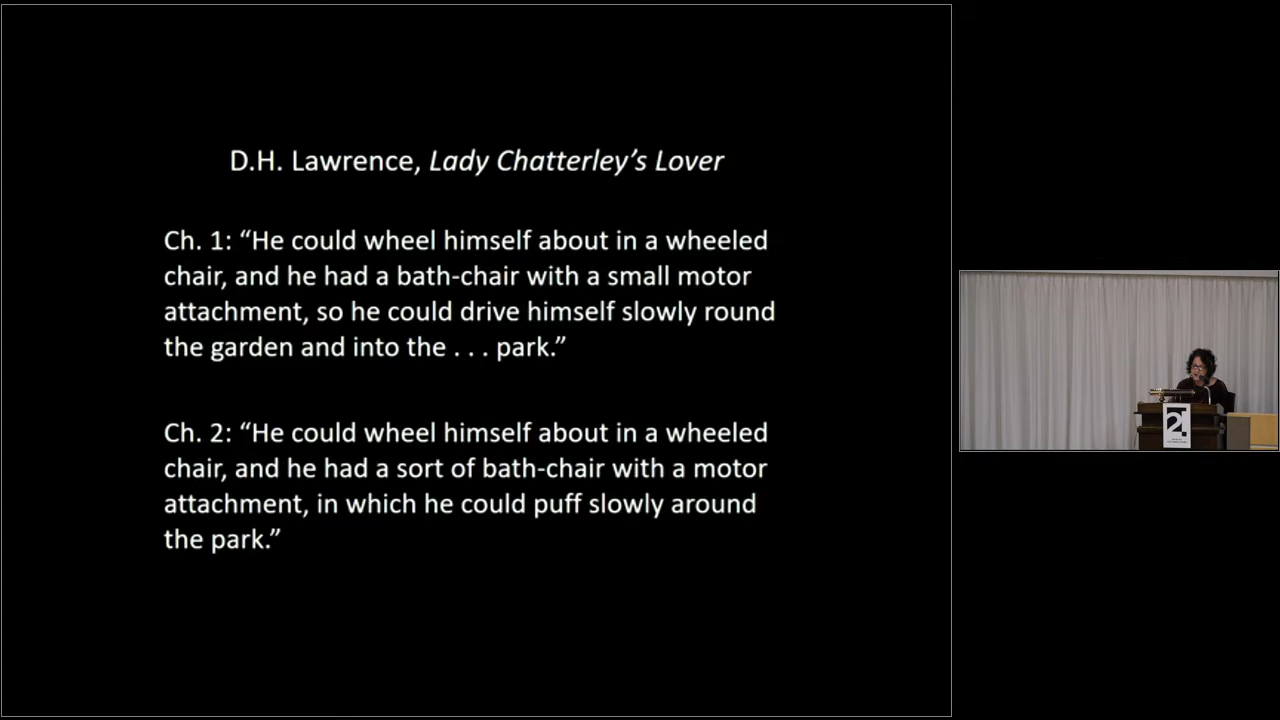 D.H. Lawrence, Lady Chatterley’s Lover
Ch. 1: “He could wheel himself about in a wheeled
chair, and he had a bath-chair with a small motor
attachment, so he could drive himself slowly round
the garden and into the . . . park.”
Ch. 2: “He could wheel himself about in a wheeled
chair, and he had a sort of bath-chair with a motor
attachment, in which he could puff slowly around
the park.”
2